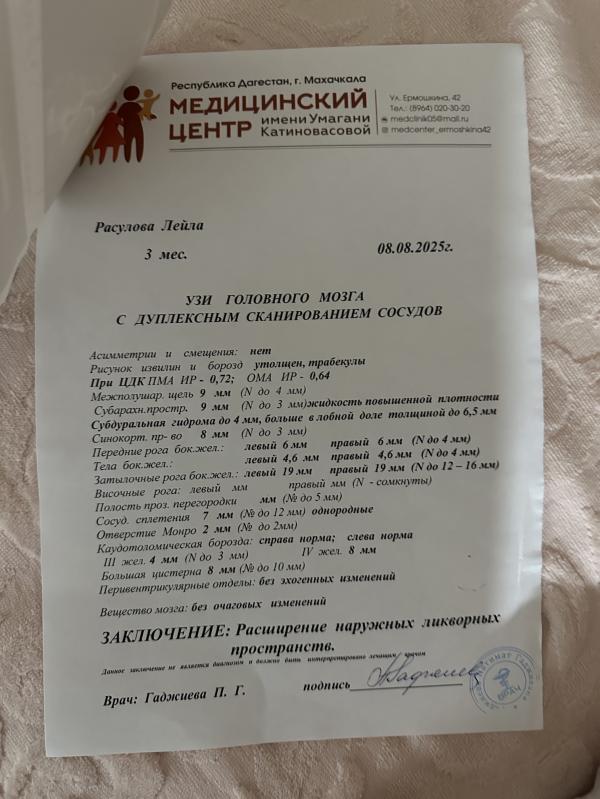 Республика Дагестан, г. Махачкала
МЕДИЦИНСКИЙ
ЦЕНТР имени Умагани
Катиновасовой
Ул. Ермошкина, 42
Тел.: (8964) 020-30-20
medclinik05@mail.ru
medcenter_ermoshkina42
Расулова Лейла
3 мес. 08.08.2025г.
УЗИ ГОЛОВНОГО МОЗГА
С ДУПЛЕКСНЫМ СКАНИРОВАНИЕМ СОСУДОВ
Асимметрии и смещения: нет
Рисунок извилин и борозд утолщен, трабекулы
При ЦДК ПМА ИР - 0,72; ОМА ИР - 0,64
Межполушар. щель 9 мм (N до 4 мм)
Субарахн.простр. 9 мм (N до 3 мм)жидкость повышенной плотности
Субдуральная гидрома до 4 мм, больше в лобной доле толщиной до 6,5 мм
Синокорт. пр- во 8 мм (N до 3 мм)
Передние рога бок.жел.: левый 6 мм правый 6 мм (N до 4 мм)
Тела бок.жел.: левый 4,6 мм правый 4,6 мм (N до 4 мм)
Затылочные рога бок.жел.: левый 19 мм правый 19 мм (N до 12 – 16 мм)
Височные рога: левый мм правый мм (N - сомкнуты)
Полость проз. перегородки мм (№ до 5 мм)
Сосуд. сплетения 7 мм (№ до 12 мм) однородные
Отверстие Монро 2 мм (№ до 2мм)
Каудотоломическая борозда: справа норма; слева норма
III жел. 4 мм (N до 3 мм) IV жел. 8 мм
Большая цистерна 8 мм (№ до 10 мм)
Перивентрикулярные отделы: без эхогенных изменений
Вещество мозга: без очаговых изменений
ЗАКЛЮЧЕНИЕ: Расширение наружных ликворных
пространств.
Данное заключение не является диагнозом и должно быть интерпретировано лечащим врачом
Врач: Гаджиева П. Г. подпись
ВРАЧ